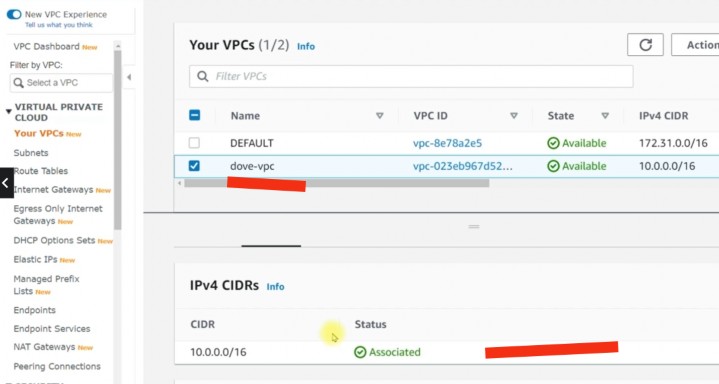 New VPC Experience
Tell us what you think
VPC Dashboard New
Filter by VPC:
Select a VPC
VIRTUAL PRIVATE
CLOUD
Your VPCs New
Subnets
Route Tables
Internet Gateways New
Egress Only Internet
Gateways New
DHCP Options Sets New
Elastic IPs New
Managed Prefix
Lists New
Endpoints
Endpoint Services
NAT Gateways New
Peering Connections
Your VPCs (1/2) Info
Action
Filter VPCs
Name VPC ID State IPv4 CIDR
DEFAULT vpc-8e78a2e5 Available 172.31.0.0/16
dove-vpc vpc-023eb967d52... Available 10.0.0.0/16
IPv4 CIDRs Info
CIDR Status
10.0.0.0/16 Associated